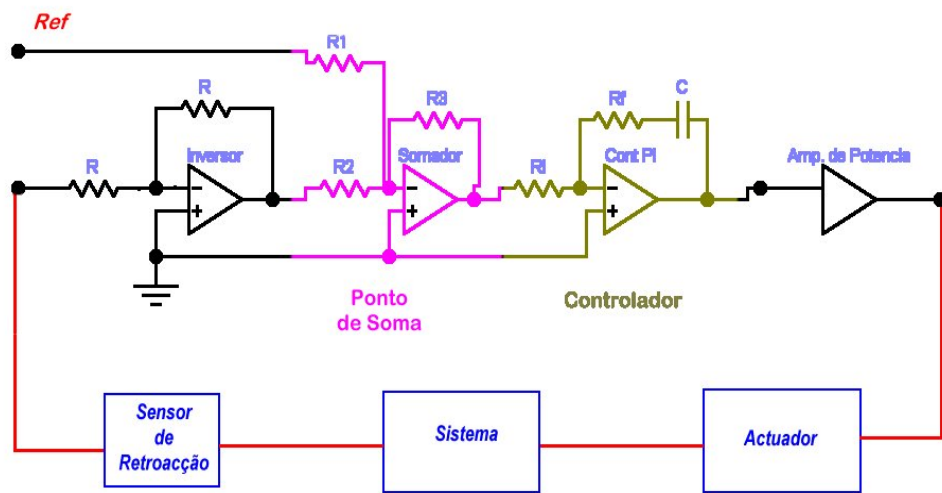 Ref
R1
R
R3
Rf
C
R
Inversor
R2
Somador
Ri
Cont PI
Amp. de Potencia
Ponto
de Soma
Controlador
Sensor
de
Retroacção
Sistema
Actuador